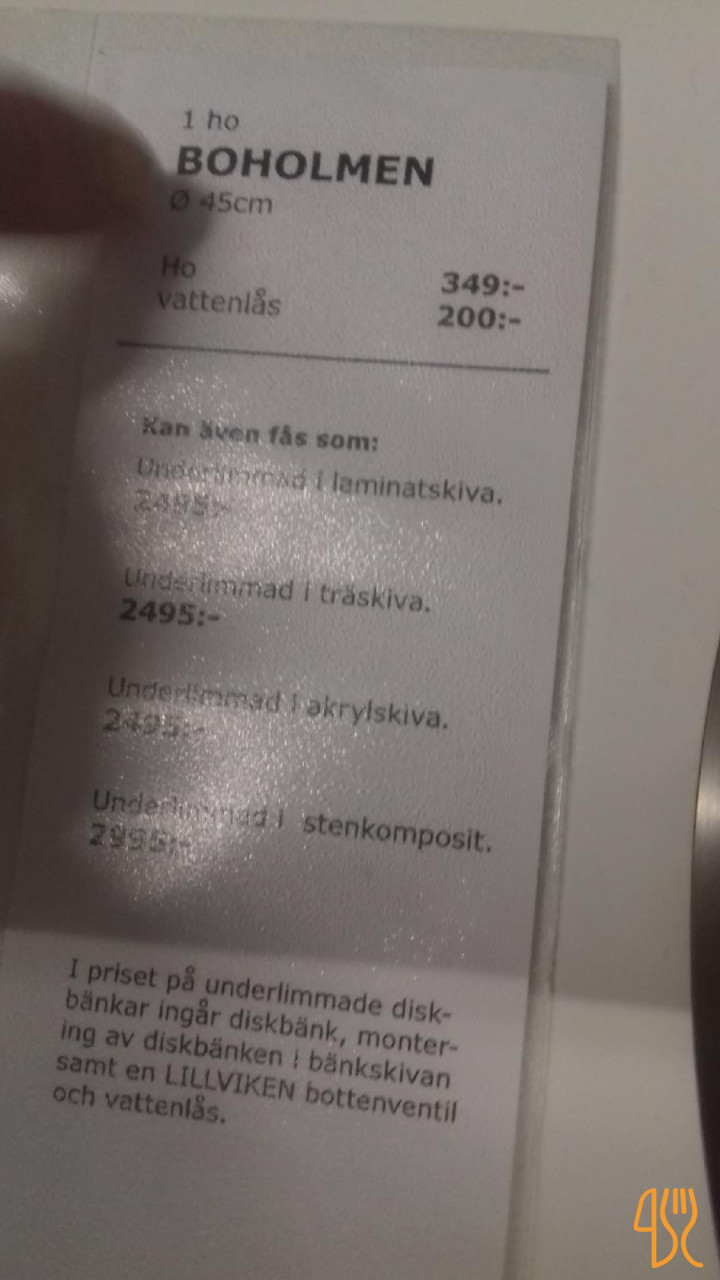 1 ho
BOHOLMEN
Ø 45cm
Ho 349:-
vattenlås 200:-
Kan även fås som:
Underlimmad i laminatskiva.
2495:-
Underlimmad i träskiva.
2495:-
Underlimmad i akrylskiva.
2495:-
Underlimmad i stenkomposit.
2995:-
I priset på underlimmade disk-
bänkar ingår diskbänk, monter-
ing av diskbänken i bänkskivan
samt en LILLVIKEN bottenventil
och vattenlås.